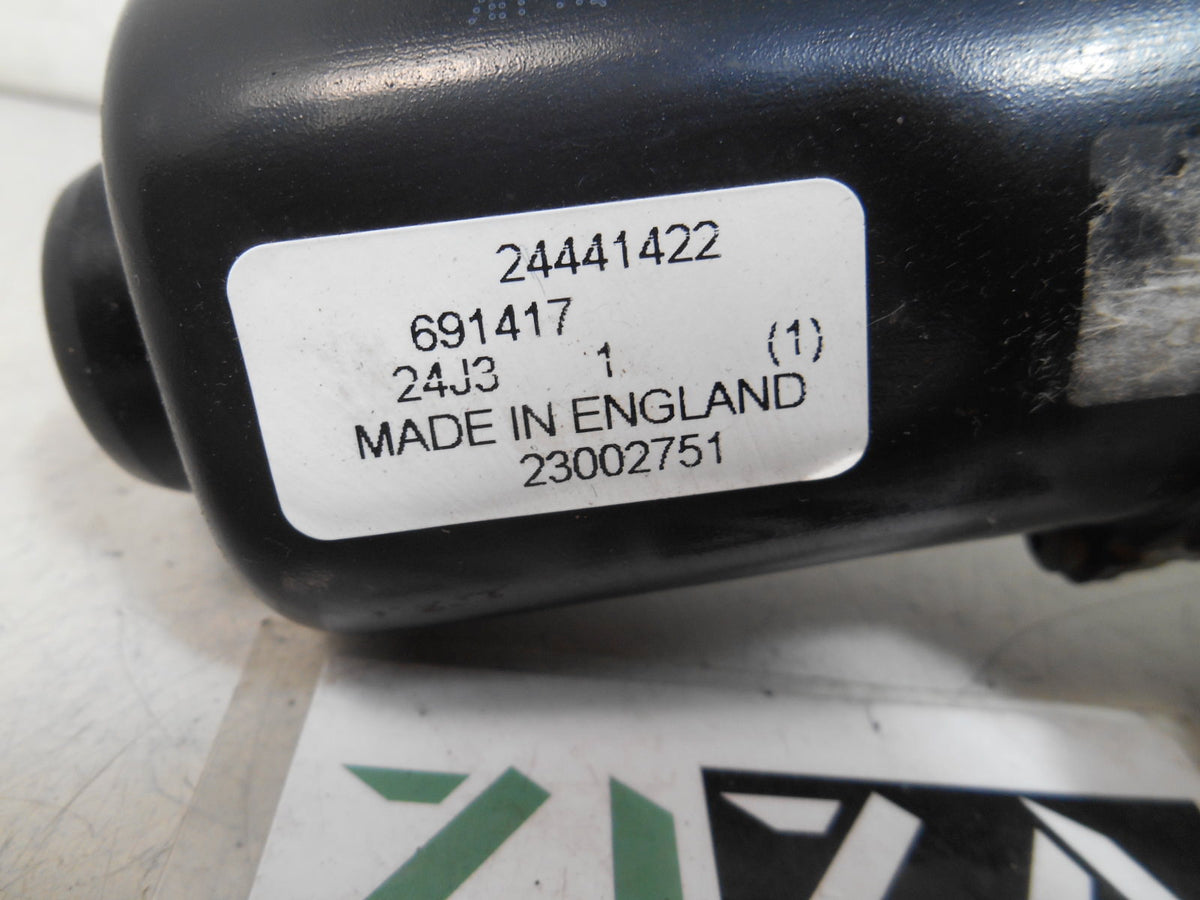 24441422
691417
24J3 1 (1)
MADE IN ENGLAND
23002751